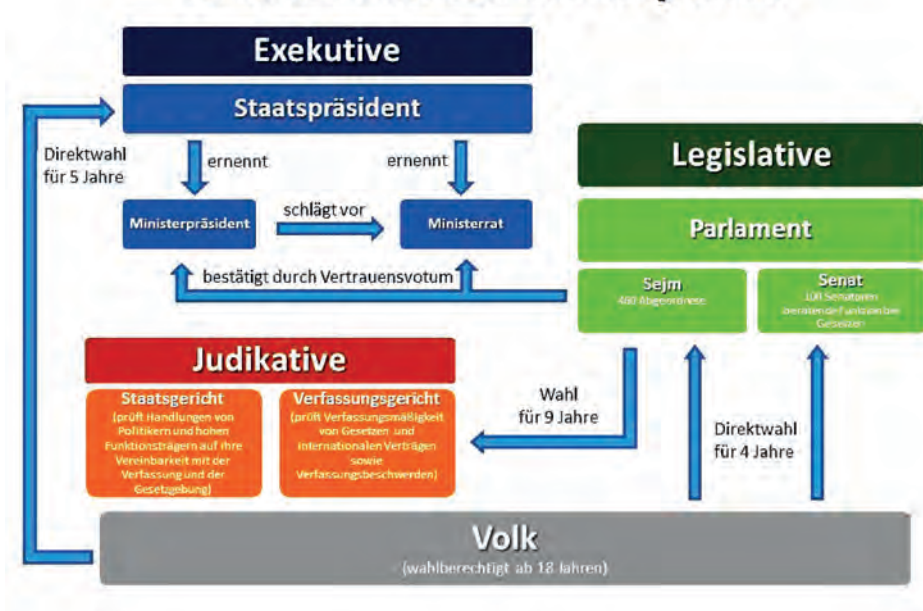 Exekutive
Staatspräsident
Direktwahl
für 5 Jahre
ernennt
ernennt
Ministerpräsident
schlägt vor
Ministerrat
bestätigt durch Vertrauensvotum
Legislative
Parlament
Sejm
460 Abgeordnete
Senat
100 Senatoren
beratende Funktion bei
Gesetzen
Judikative
Staatsgericht
(prüft Handlungen von
Politikern und hohen
Funktionsträgern auf ihre
Vereinbarkeit mit der
Verfassung und der
Gesetzgebung)
Verfassungsgericht
(prüft Verfassungsmäßigkeit
von Gesetzen und
internationalen Verträgen
sowie
Verfassungsbeschwerden)
Wahl
für 9 Jahre
Direktwahl
für 4 Jahre
Volk
(wahlberechtigt ab 18 Jahren)